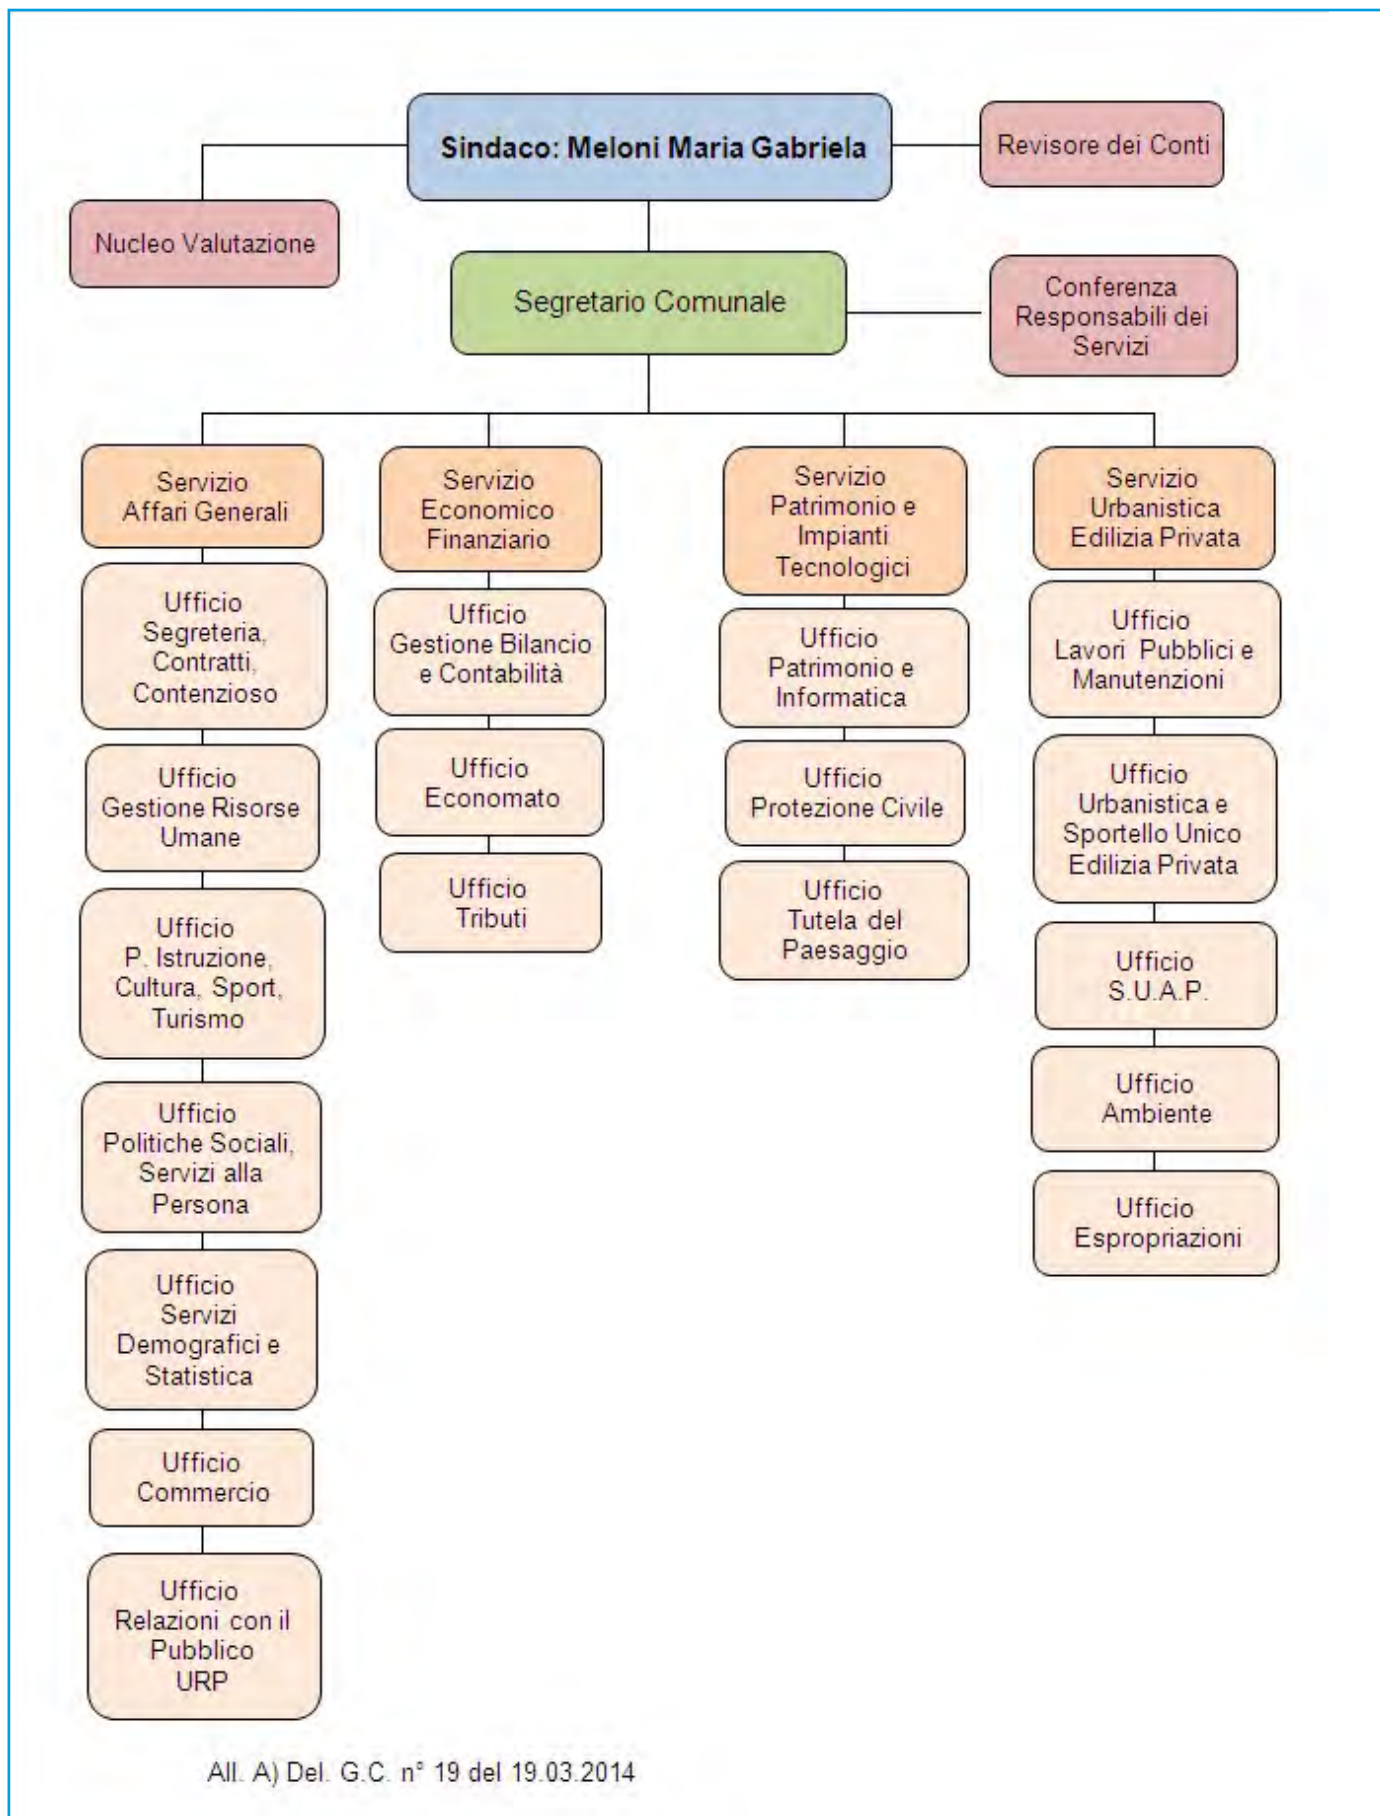 Sindaco: Meloni Maria Gabriela
Revisore dei Conti
Nucleo Valutazione
Segretario Comunale
Conferenza
Responsabili dei
Servizi
Servizio
Affari Generali
Ufficio
Segreteria,
Contratti,
Contenzioso
Ufficio
Gestione Risorse
Umane
Ufficio
P. Istruzione,
Cultura, Sport,
Turismo
Ufficio
Politiche Sociali,
Servizi alla
Persona
Ufficio
Servizi
Demografici e
Statistica
Ufficio
Commercio
Ufficio
Relazioni con il
Pubblico
URP
Servizio
Economico
Finanziario
Ufficio
Gestione Bilancio
e Contabilità
Ufficio
Economato
Ufficio
Tributi
Servizio
Patrimonio e
Impianti
Tecnologici
Ufficio
Patrimonio e
Informatica
Ufficio
Protezione Civile
Ufficio
Tutela del
Paesaggio
Servizio
Urbanistica
Edilizia Privata
Ufficio
Lavori Pubblici e
Manutenzioni
Ufficio
Urbanistica e
Sportello Unico
Edilizia Privata
Ufficio
S.U.A.P.
Ufficio
Ambiente
Ufficio
Espropriazioni
All. A) Del. G.C. n° 19 del 19.03.2014